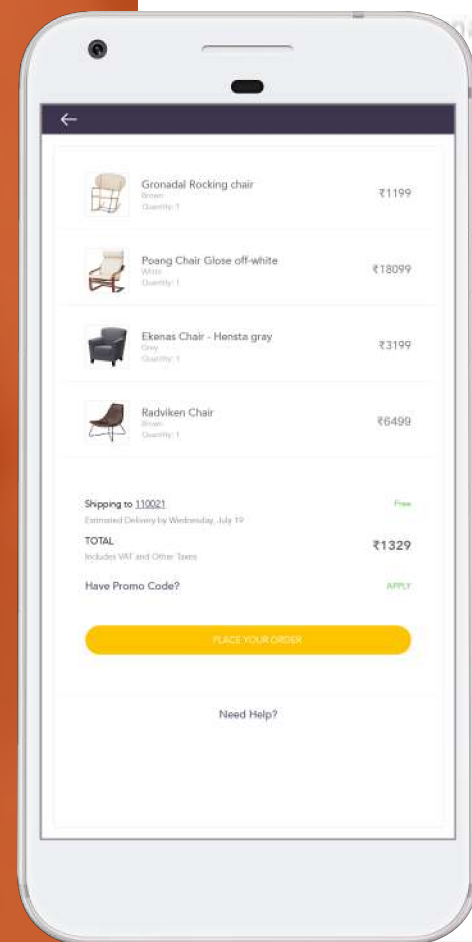 Gronadal Rocking chair
Brown
Quantity: 1
₹1199
Poang Chair Glose off-white
White
Quantity: 1
₹18099
Ekenas Chair - Hensta gray
Grey
Quantity: 1
₹3199
Radviken Chair
Brown
Quantity: 1
₹6499
Shipping to 110021
Free
Estimated Delivery by Wednesday, July 19
TOTAL
₹1329
Includes VAT and Other Taxes
Have Promo Code?
APPLY
PLACE YOUR ORDER
Need Help?